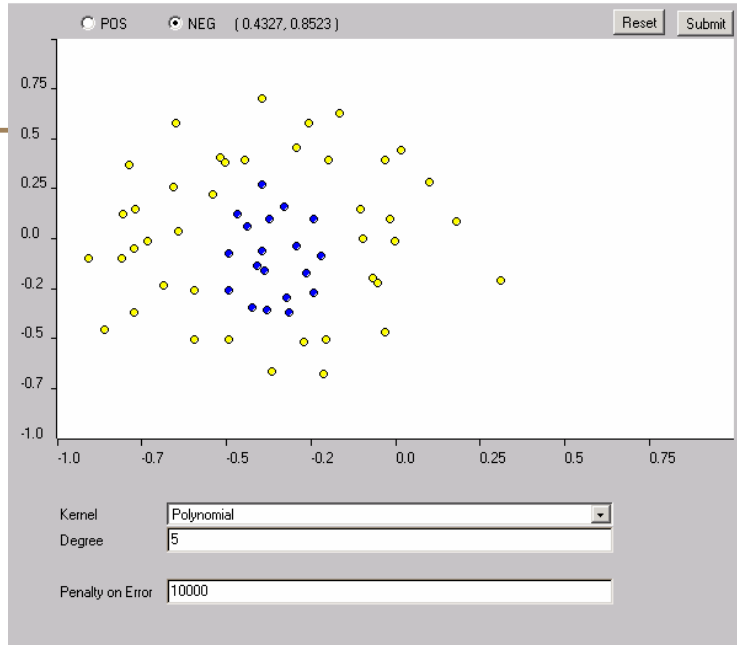 POS NEG ( 0.4327, 0.8523 ) Reset Submit
0.75
0.5
0.25
0.0
-0.2
-0.5
-0.7
-1.0
-1.0 -0.7 -0.5 -0.2 0.0 0.25 0.5 0.75
Kernel Polynomial
Degree 5
Penalty on Error 10000